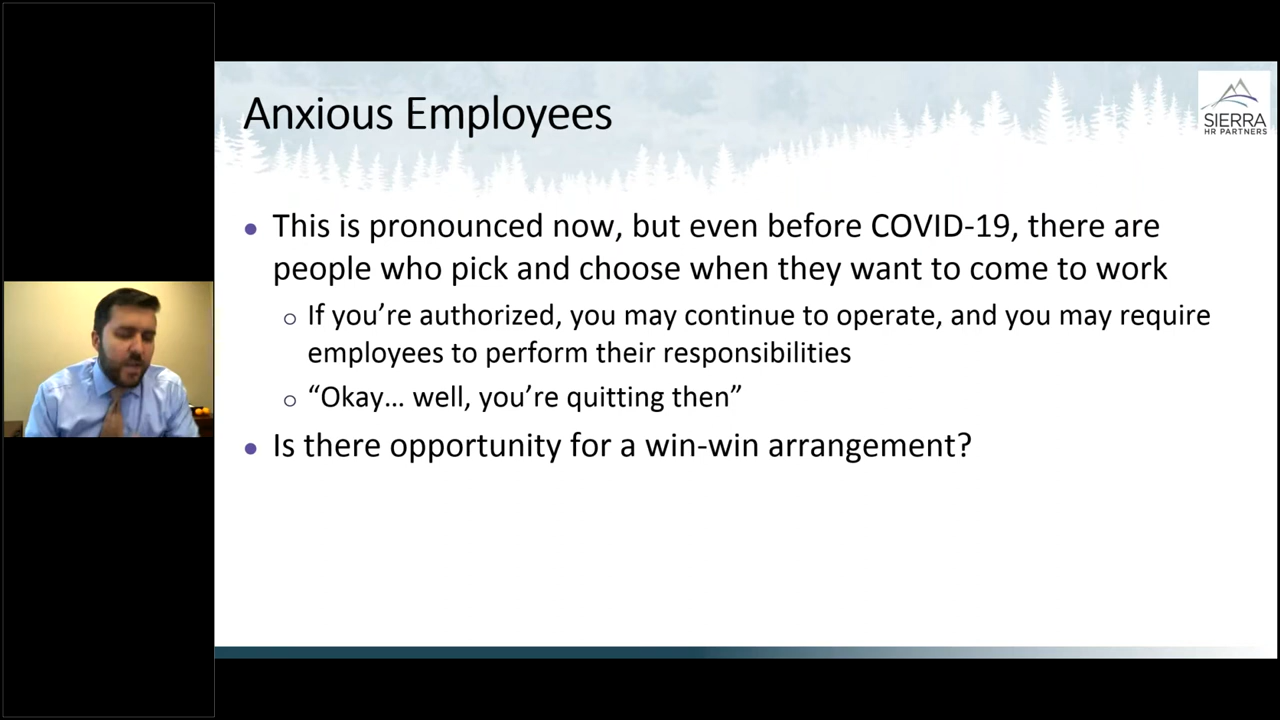 Anxious Employees
SIERRA
HR PARTNERS
• This is pronounced now, but even before COVID-19, there are
people who pick and choose when they want to come to work
○ If you’re authorized, you may continue to operate, and you may require
employees to perform their responsibilities
○ “Okay… well, you’re quitting then”
• Is there opportunity for a win-win arrangement?